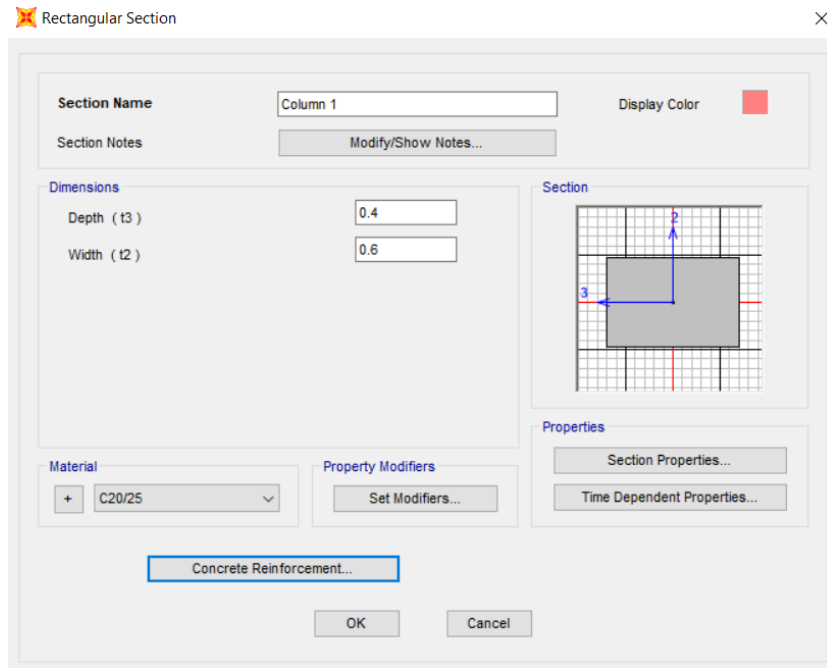 Rectangular Section
Section Name Column 1 Display Color
Section Notes Modify/Show Notes...
Dimensions
Depth ( t3 ) 0.4
Width ( t2 ) 0.6
Section
2
3
Properties
Section Properties...
Time Dependent Properties...
Material
+ C20/25
Property Modifiers
Set Modifiers...
Concrete Reinforcement...
OK Cancel